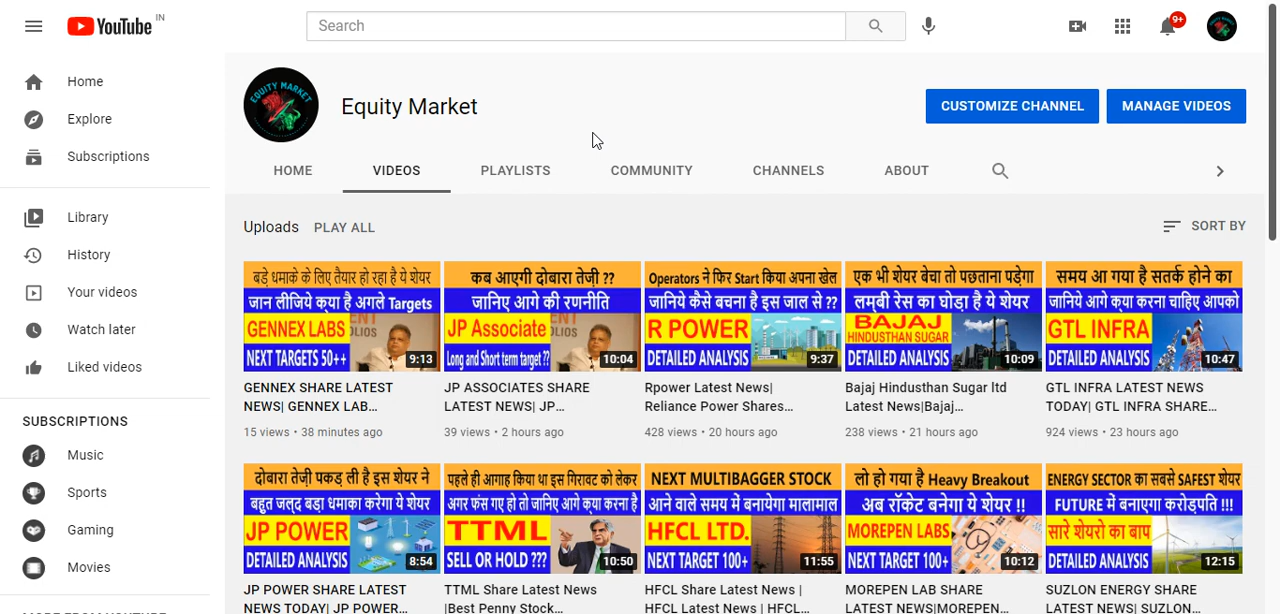 YouTube IN
Search
9+
Home
Explore
Subscriptions
Library
History
Your videos
Watch later
Liked videos
SUBSCRIPTIONS
Music
Sports
Gaming
Movies
EQUITY MARKET
Equity Market
CUSTOMIZE CHANNEL
MANAGE VIDEOS
HOME
VIDEOS
PLAYLISTS
COMMUNITY
CHANNELS
ABOUT
Uploads
PLAY ALL
SORT BY
बड़े धमाके के लिए तैयार हो रहा है ये शेयर
जान लीजिये क्या है अगले Targets
GENNEX LABS
NEXT TARGETS 50++
9:13
GENNEX SHARE LATEST
NEWS| GENNEX LAB...
15 views • 38 minutes ago
कब आएगी दोबारा तेज़ी ??
जानिए आगे की रणनीति
JP Associate
Long and Short term target??
10:04
JP ASSOCIATES SHARE
LATEST NEWS| JP...
39 views • 2 hours ago
Operators ने फिर Start किया अपना खेल
जानिये कैसे बचना है इस जाल से ??
R POWER
DETAILED ANALYSIS
9:37
Rpower Latest News|
Reliance Power Shares...
428 views • 20 hours ago
एक भी शेयर बेचा तो पछताना पड़ेगा
लम्बी रेस का घोड़ा है ये शेयर
BAJAJ
HINDUSTHAN SUGAR
DETAILED ANALYSIS
10:09
Bajaj Hindusthan Sugar ltd
Latest News|Bajaj...
238 views • 21 hours ago
समय आ गया है सतर्क होने का
जानिये आगे क्या करना चाहिए आपको
GTL INFRA
DETAILED ANALYSIS
10:47
GTL INFRA LATEST NEWS
TODAY| GTL INFRA SHARE...
924 views • 23 hours ago
दोबारा तेज़ी पकड़ ली है इस शेयर ने
बहुत जल्द बड़ा धमाका करेगा ये शेयर
JP POWER
DETAILED ANALYSIS
8:54
JP POWER SHARE LATEST
NEWS TODAY| JP POWER...
पहले ही आगाह किया था इस गिरावट को लेकर
अगर फंस गए हो तो जानिए आगे क्या करना है
TTML
SELL OR HOLD ???
10:50
TTML Share Latest News
|Best Penny Stock...
NEXT MULTIBAGGER STOCK
आने वाले समय में बनायेगा मालामाल
HFCL LTD.
NEXT TARGET 100+
11:55
HFCL Share Latest News |
HFCL Latest News | HFCL...
लो हो गया है Heavy Breakout
अब रॉकेट बनेगा ये शेयर !!
MOREPEN LABS
NEXT TARGET 100+
10:12
MOREPEN LAB SHARE
LATEST NEWS|MOREPEN...
ENERGY SECTOR का सबसे SAFEST शेयर
FUTURE में बनाएगा करोड़पति !!!
सारे शेयरो का बाप
DETAILED ANALYSIS
12:15
SUZLON ENERGY SHARE
LATEST NEWS| SUZLON...